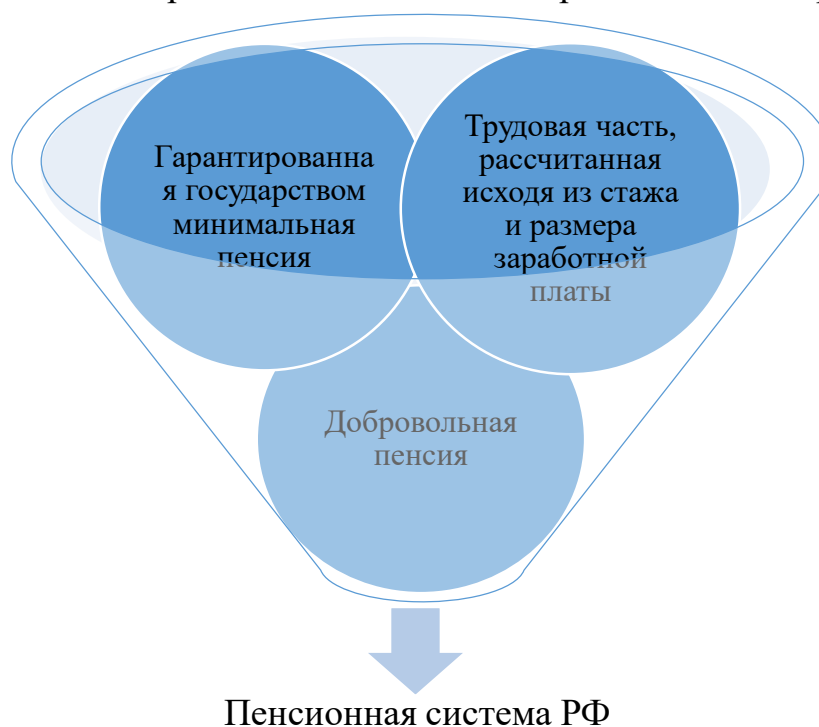 Гарантированна
я государством
минимальная
пенсия
Трудовая часть,
рассчитанная
исходя из стажа
и размера
заработной
платы
Добровольная
пенсия
Пенсионная система РФ